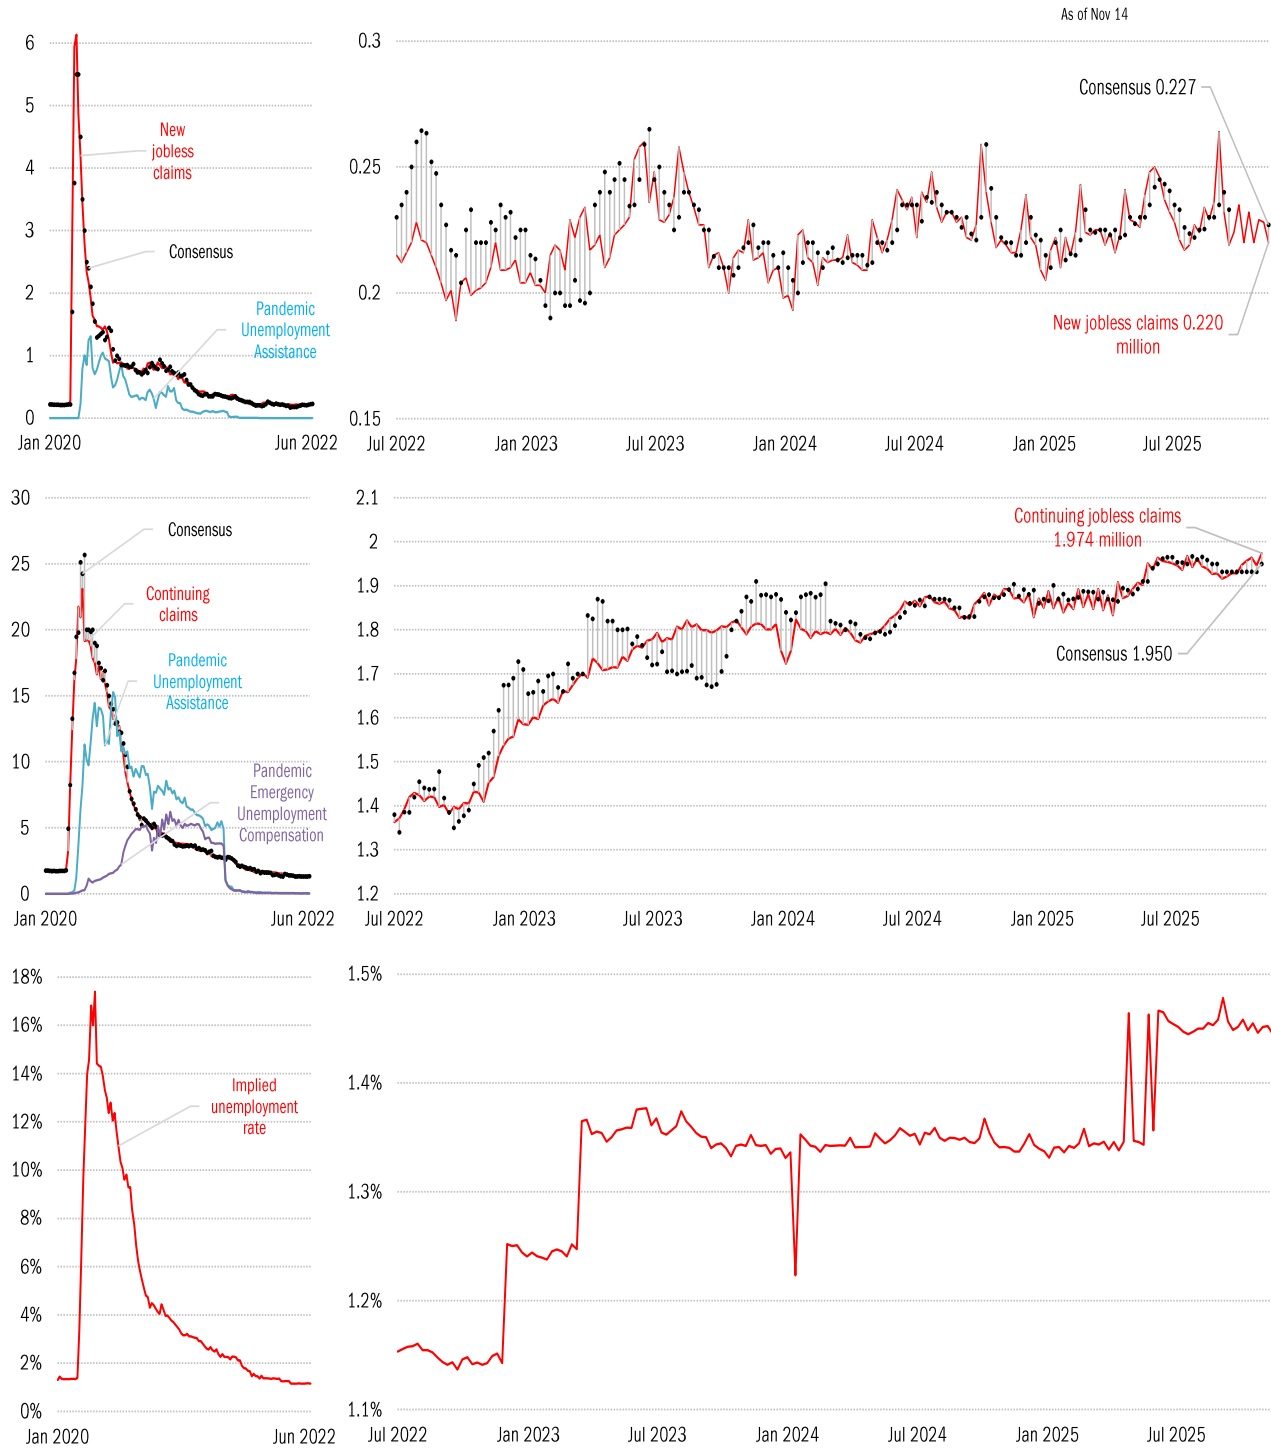 As of Nov 14
6
5
4
3
2
1
0
New
jobless
claims
Consensus
Pandemic
Unemployment
Assistance
Jan 2020
Jun 2022
0.3
0.25
0.2
0.15
Consensus 0.227
New jobless claims 0.220
million
Jul 2022
Jan 2023
Jul 2023
Jan 2024
Jul 2024
Jan 2025
Jul 2025
30
25
20
15
10
5
0
Consensus
Continuing
claims
Pandemic
Unemployment
Assistance
Pandemic
Emergency
Unemployment
Compensation
Jan 2020
Jun 2022
2.1
2
1.9
1.8
1.7
1.6
1.5
1.4
1.3
1.2
Continuing jobless claims
1.974 million
Consensus 1.950
Jul 2022
Jan 2023
Jul 2023
Jan 2024
Jul 2024
Jan 2025
Jul 2025
18%
16%
14%
12%
10%
8%
6%
4%
2%
0%
Implied
unemployment
rate
Jan 2020
Jun 2022
1.5%
1.4%
1.3%
1.2%
1.1%
Jul 2022
Jan 2023
Jul 2023
Jan 2024
Jul 2024
Jan 2025
Jul 2025